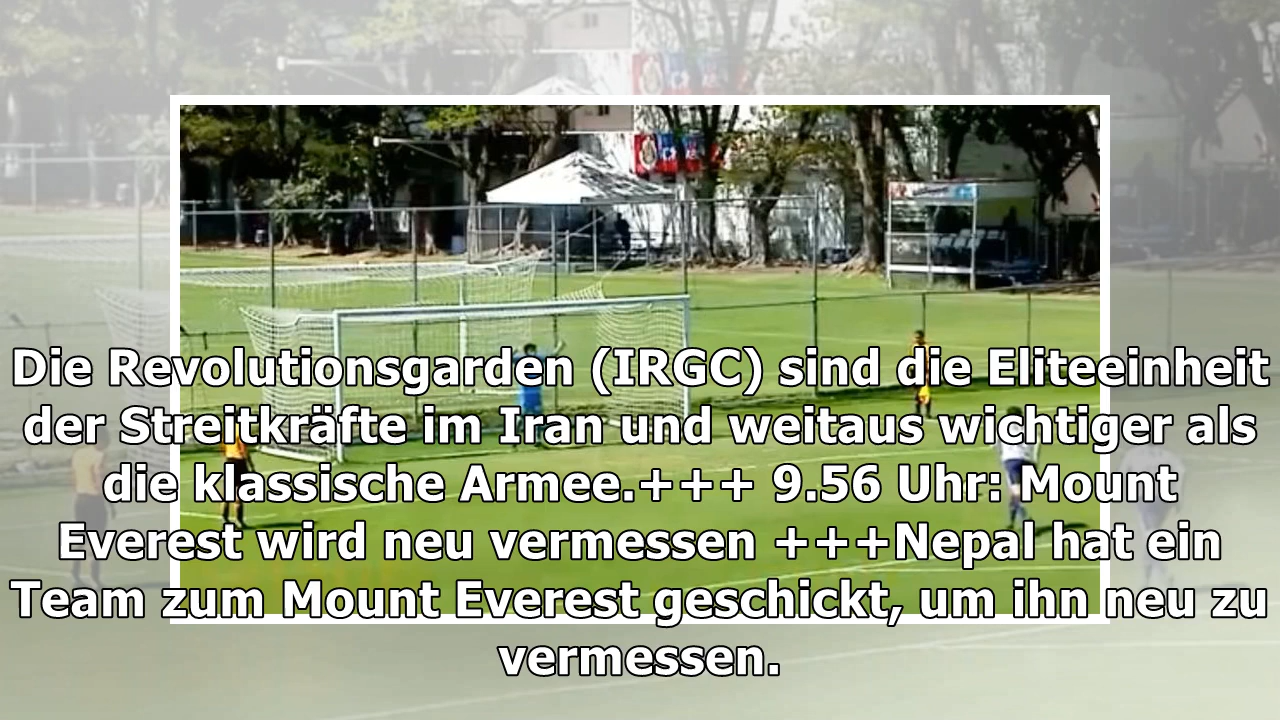 Die Revolutionsgarden (IRGC) sind die Eliteeinheit
der Streitkräfte im Iran und weitaus wichtiger als
die klassische Armee.+++ 9.56 Uhr: Mount
Everest wird neu vermessen +++Nepal hat ein
Team zum Mount Everest geschickt, um ihn neu zu
vermessen.